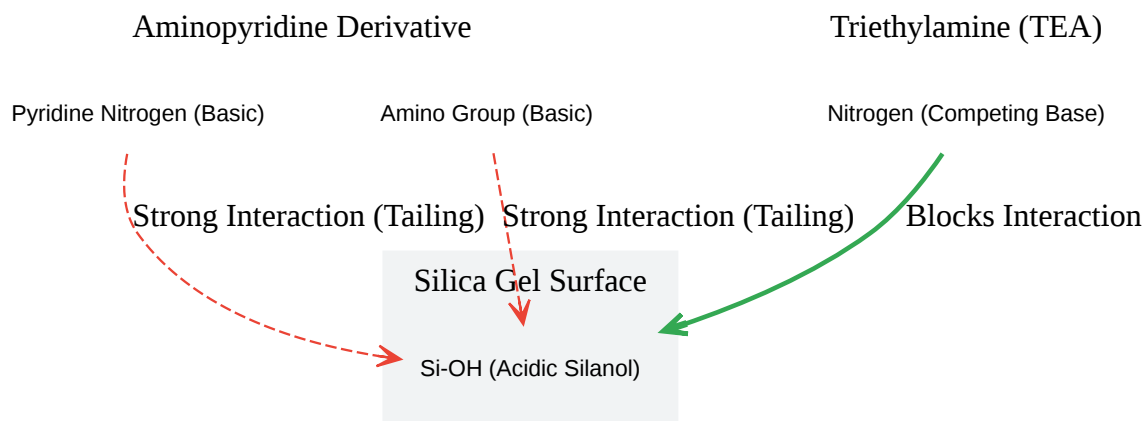 Aminopyridine Derivative
Triethylamine (TEA)
Pyridine Nitrogen (Basic)
Amino Group (Basic)
Nitrogen (Competing Base)
Strong Interaction (Tailing)
Strong Interaction (Tailing)
Blocks Interaction
Silica Gel Surface
Si-OH (Acidic Silanol)